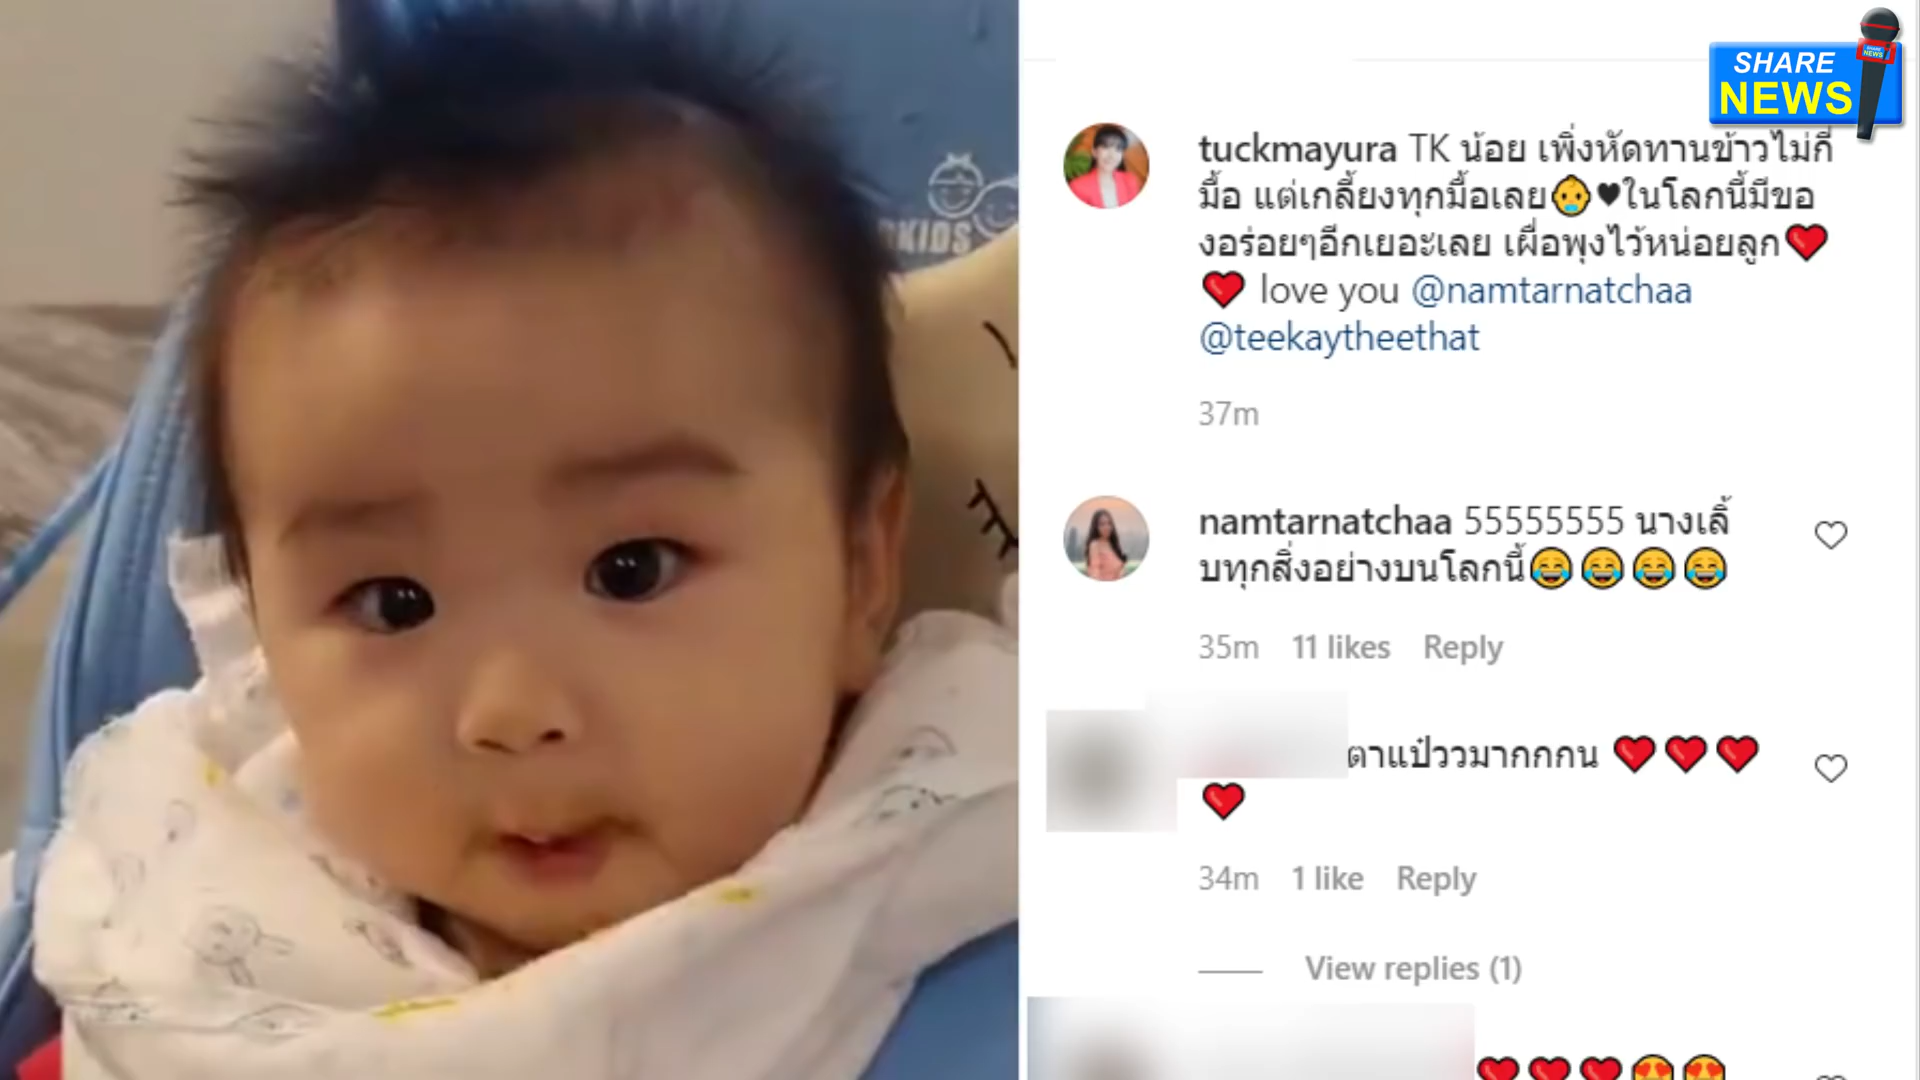 SHARE
NEWS
SHARE
NEWS
KIDS
tuckmayura TK น้อย เพิ่งหัดทานข้าวไม่กี่
มื้อ แต่เกลี้ยงทุกมื้อเลย👶♥ในโลกนี้มีขอ
งอร่อยๆอีกเยอะเลย เผื่อพุงไว้หน่อยลูก❤️
❤️ love you @namtarnatchaa
@teekaytheethat
37m
namtarnatchaa 55555555 นางเลิ้
บทุกสิ่งอย่างบนโลกนี้😂😂😂😂
35m 11 likes Reply
ตาแป๋ววมากกกน ❤️❤️❤️
❤️
34m 1 like Reply
View replies (1)
❤️❤️❤️😍😍